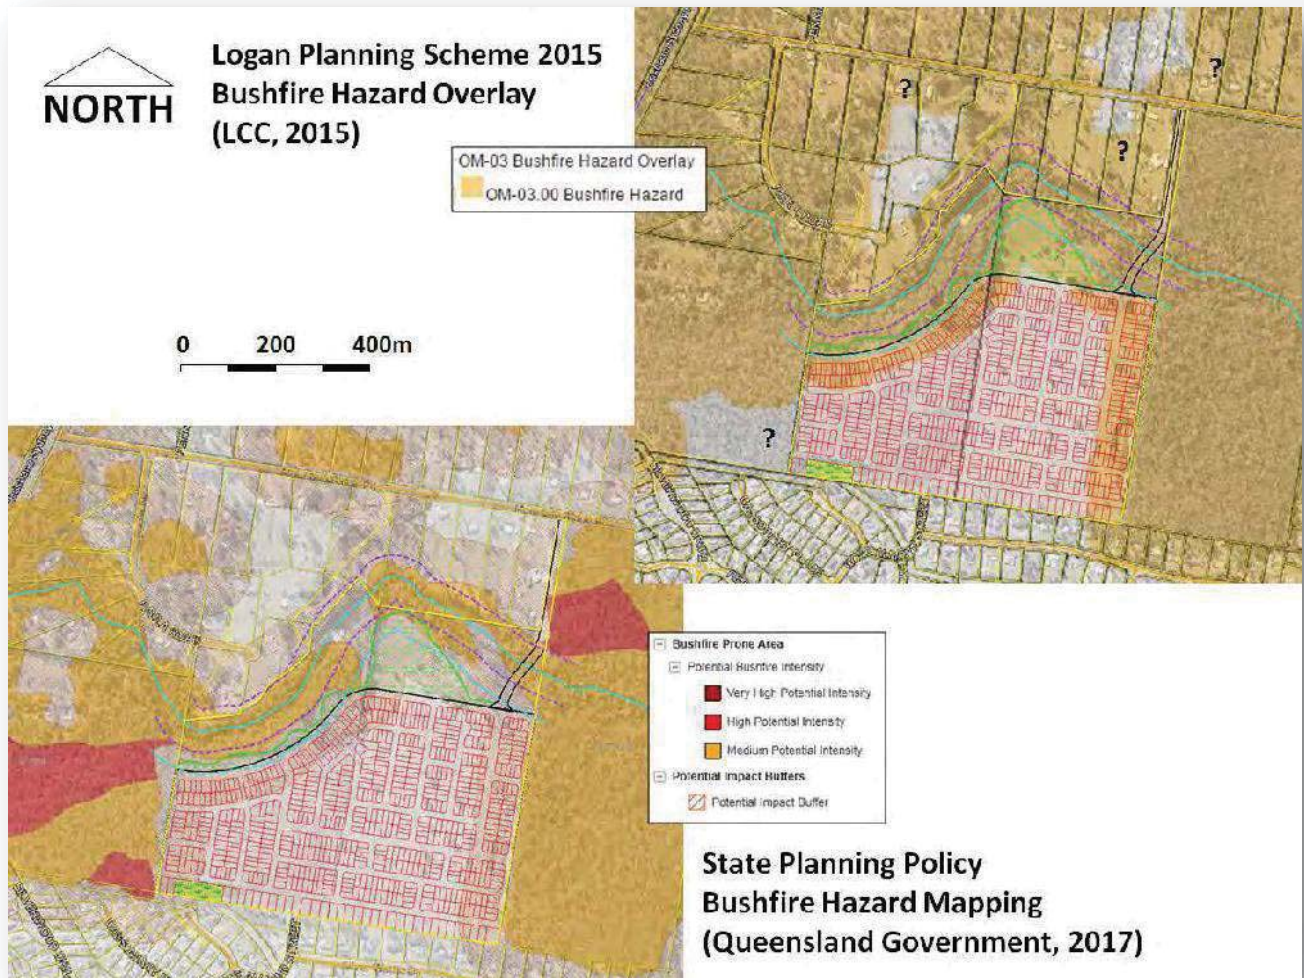 Logan Planning Scheme 2015
Bushfire Hazard Overlay
(LCC, 2015)
NORTH
OM-03 Bushfire Hazard Overlay
OM-03.00 Bushfire Hazard
?
?
?
?
0 200 400m
Bushfire Prone Area
Potential Bushfire Intensity
Very High Potential Intensity
High Potential Intensity
Medium Potential Intensity
Potential Impact Buffers
Potential Impact Buffer
State Planning Policy
Bushfire Hazard Mapping
(Queensland Government, 2017)